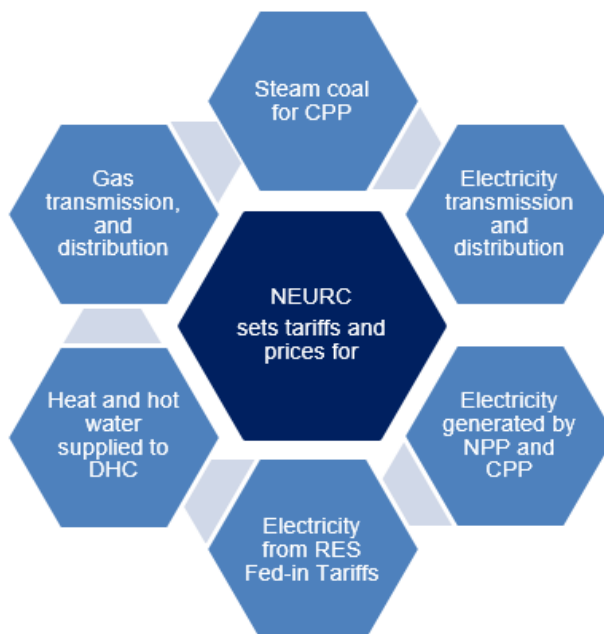 Steam coal
for CPP
Gas
transmission,
and
distribution
Electricity
transmission
and
distribution
NEURC
sets tariffs and
prices for
Heat and hot
water
supplied to
DHC
Electricity
generated by
NPP and
CPP
Electricity
from RES
Fed-in Tariffs